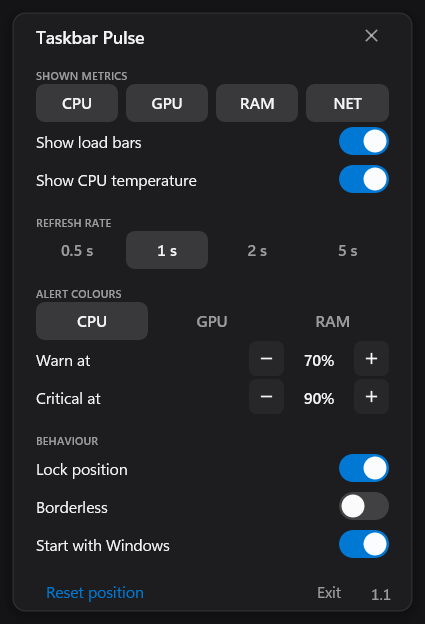 Taskbar Pulse
SHOWN METRICS
CPU GPU RAM NET
Show load bars
Show CPU temperature
REFRESH RATE
0.5 s 1 s 2 s 5 s
ALERT COLOURS
CPU GPU RAM
Warn at − 70% +
Critical at − 90% +
BEHAVIOUR
Lock position
Borderless
Start with Windows
Reset position Exit 1.1